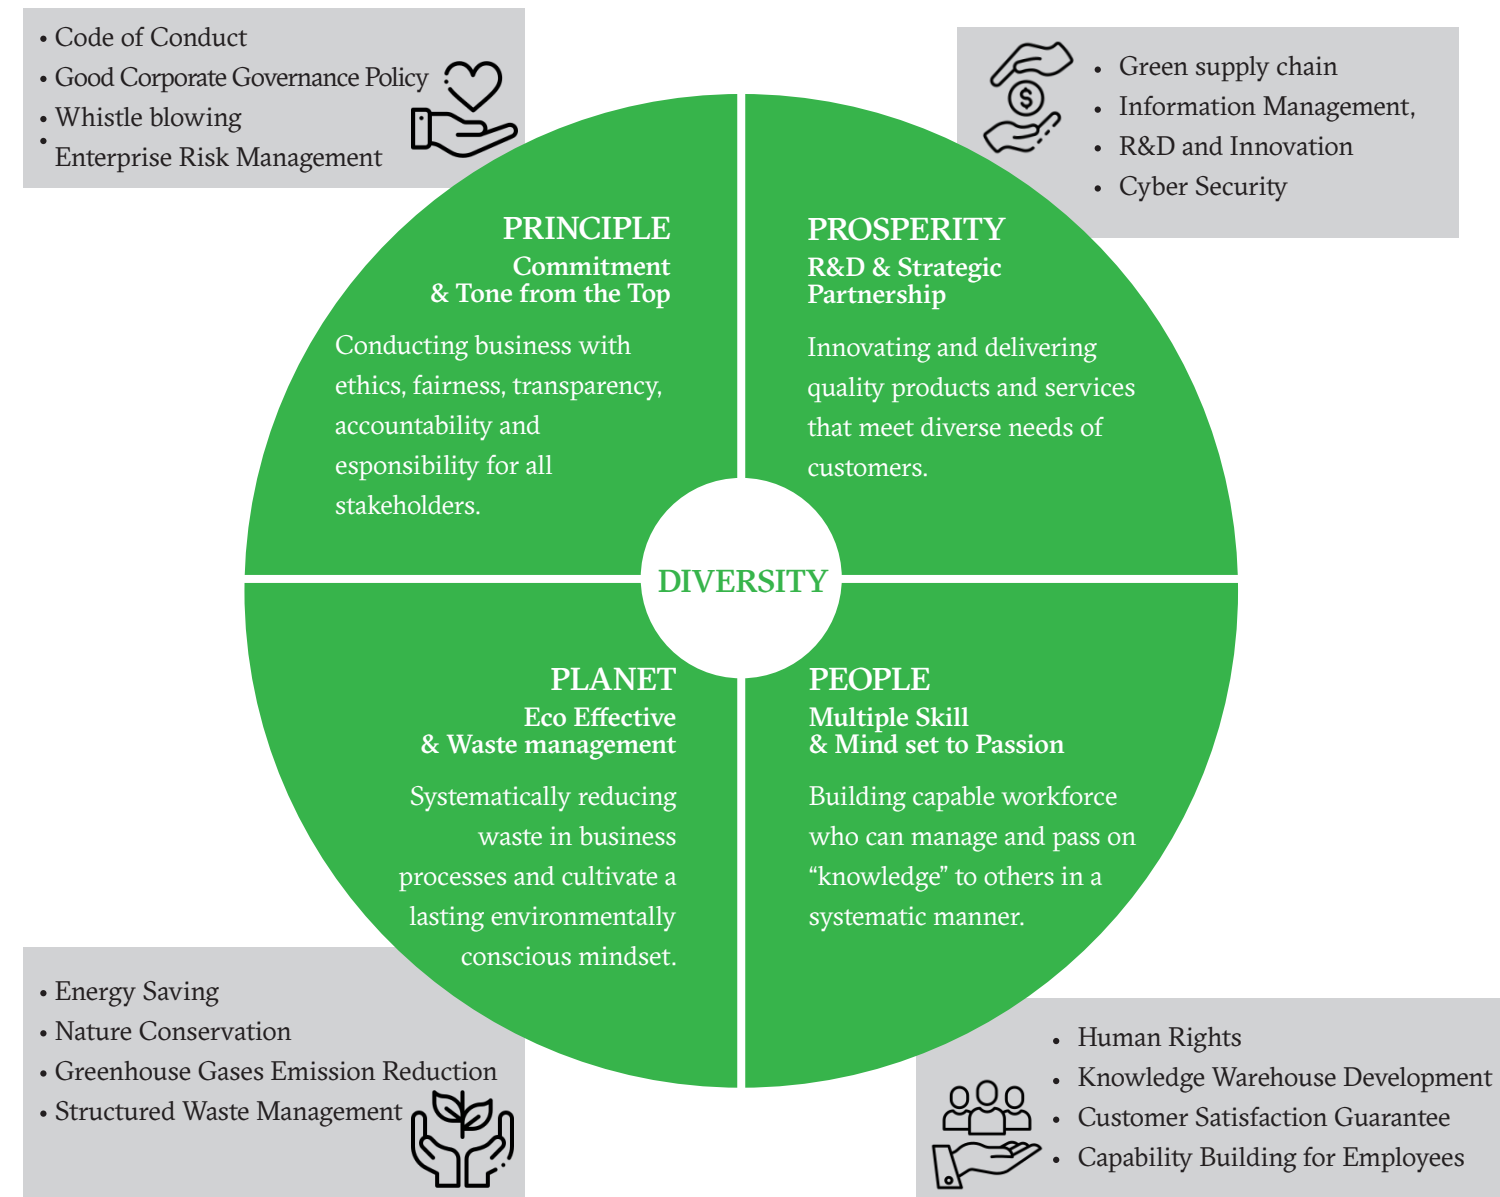 • Code of Conduct
• Good Corporate Governance Policy
• Whistle blowing
• Enterprise Risk Management
• Green supply chain
• Information Management,
• R&D and Innovation
• Cyber Security
PRINCIPLE
Commitment
& Tone from the Top
Conducting business with
ethics, fairness, transparency,
accountability and
esponsibility for all
stakeholders.
PROSPERITY
R&D & Strategic
Partnership
Innovating and delivering
quality products and services
that meet diverse needs of
customers.
$
DIVERSITY
PLANET
Eco Effective
& Waste management
Systematically reducing
waste in business
processes and cultivate a
lasting environmentally
conscious mindset.
PEOPLE
Multiple Skill
& Mind set to Passion
Building capable workforce
who can manage and pass on
“knowledge” to others in a
systematic manner.
• Energy Saving
• Nature Conservation
• Greenhouse Gases Emission Reduction
• Structured Waste Management
• Human Rights
• Knowledge Warehouse Development
• Customer Satisfaction Guarantee
• Capability Building for Employees